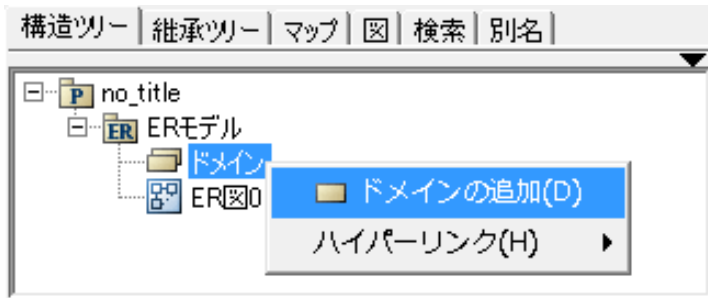 構造ツリー 継承ツリー マップ 図 検索 別名
P no_title
ER ERモデル
ドメイン
ER図0
ドメインの追加(D)
ハイパーリンク(H)